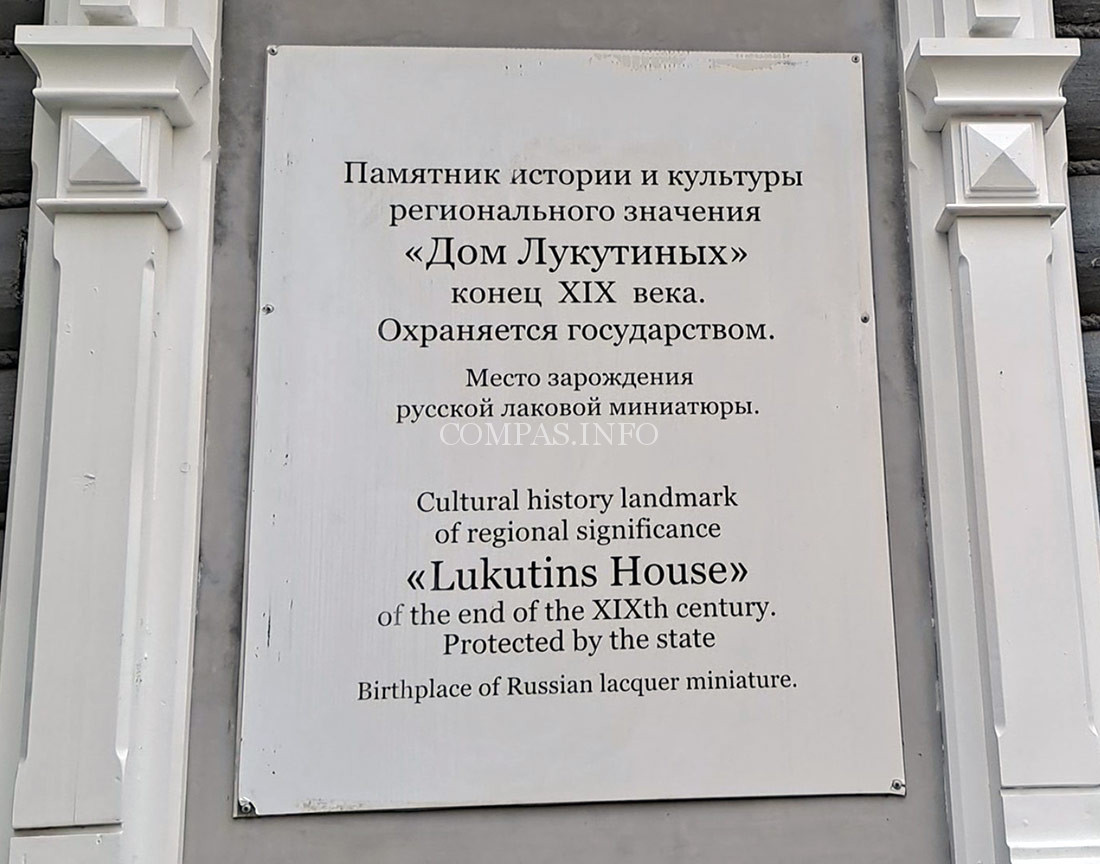 Памятник истории и культуры
регионального значения
«Дом Лукутиных»
конец XIX века.
Охраняется государством.
Место зарождения
русской лаковой миниатюры.
COMPAS.INFO
Cultural history landmark
of regional significance
«Lukutins House»
of the end of the XIXth century.
Protected by the state
Birthplace of Russian lacquer miniature.